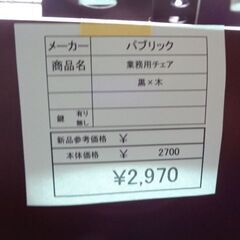 メーカー パブリック
商品名 業務用チェア
黒×木
鍵 有り
無し
新品参考価格 ¥
本体価格 ¥ 2700
¥2,970